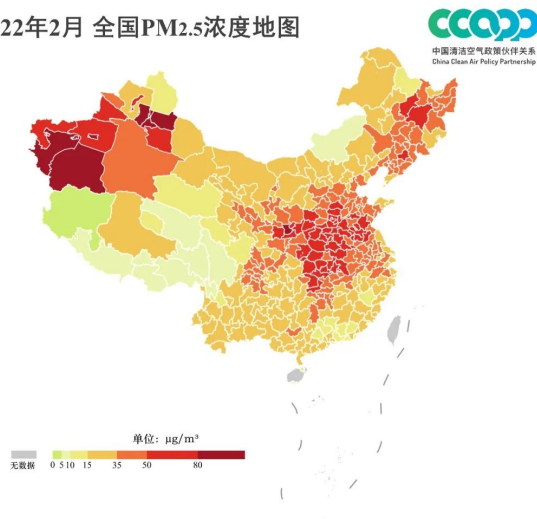 22年2月 全国PM2.5浓度地图
CCAPP
中国清洁空气政策伙伴关系
China Clean Air Policy Partnership
单位：μg/m³
无数据 0 5 10 15 35 50 80